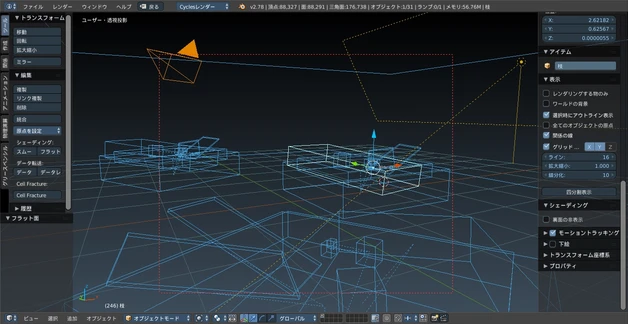 ファイル レンダー ウィンドウ ヘルプ 戻る Cyclesレンダー v2.78 | 頂点:88,327 | 面:88,291 | 三角面:176,738 | オブジェクト:1/31 | ランプ:0/1 | メモリ:56.76M | 柱
ユーザー・透視投影
トランスフォーム
移動
回転
拡大縮小
ミラー
編集
複製
リンク複製
削除
統合
原点を設定
シェーディング:
スムー フラット
データ転送:
データ データレ
Cell Fracture:
Cell Fracture
履歴
フラット面
X: 2.62162
Y: 0.62567
Z: 0.0000055
アイテム
柱
表示
レンダリングする物のみ
ワールドの背景
選択時にアウトライン表示
全てのオブジェクトの原点
関係の線
グリッド... X Y Z
ライン: 16
拡大縮小: 1.000
細分化: 10
四分割表示
シェーディング
裏面の非表示
モーショントラッキング
下絵
トランスフォーム座標系
プロパティ
(246) 柱
ビュー 選択 追加 オブジェクト オブジェクトモード グローバル